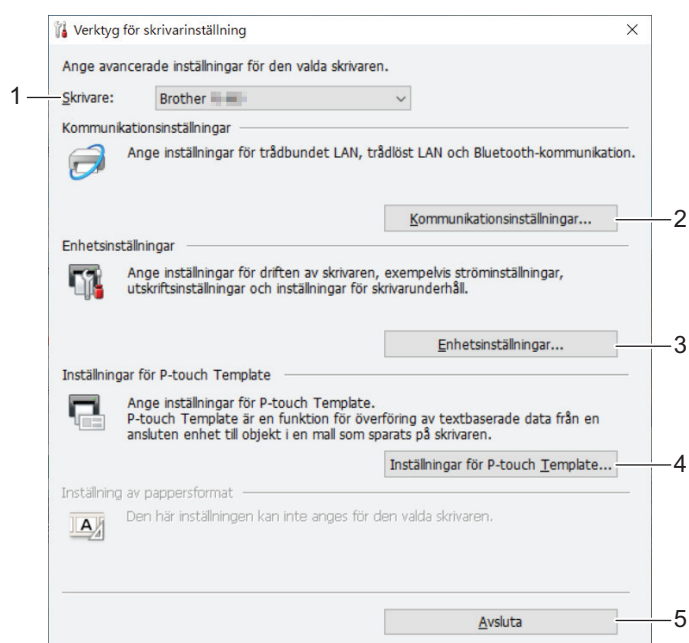 Verktyg för skrivarinställning
Ange avancerade inställningar för den valda skrivaren.
1
Skrivare: Brother
Kommunikationsinställningar
Ange inställningar för trådbundet LAN, trådlöst LAN och Bluetooth-kommunikation.
Kommunikationsinställningar...
2
Enhetsinställningar
Ange inställningar för driften av skrivaren, exempelvis ströminställningar,
utskriftsinställningar och inställningar för skrivarunderhåll.
Enhetsinställningar...
3
Inställningar för P-touch Template
Ange inställningar för P-touch Template.
P-touch Template är en funktion för överföring av textbaserade data från en
ansluten enhet till objekt i en mall som sparats på skrivaren.
Inställningar för P-touch Template...
4
Inställning av pappersformat
A
Den här inställningen kan inte anges för den valda skrivaren.
Avsluta
5